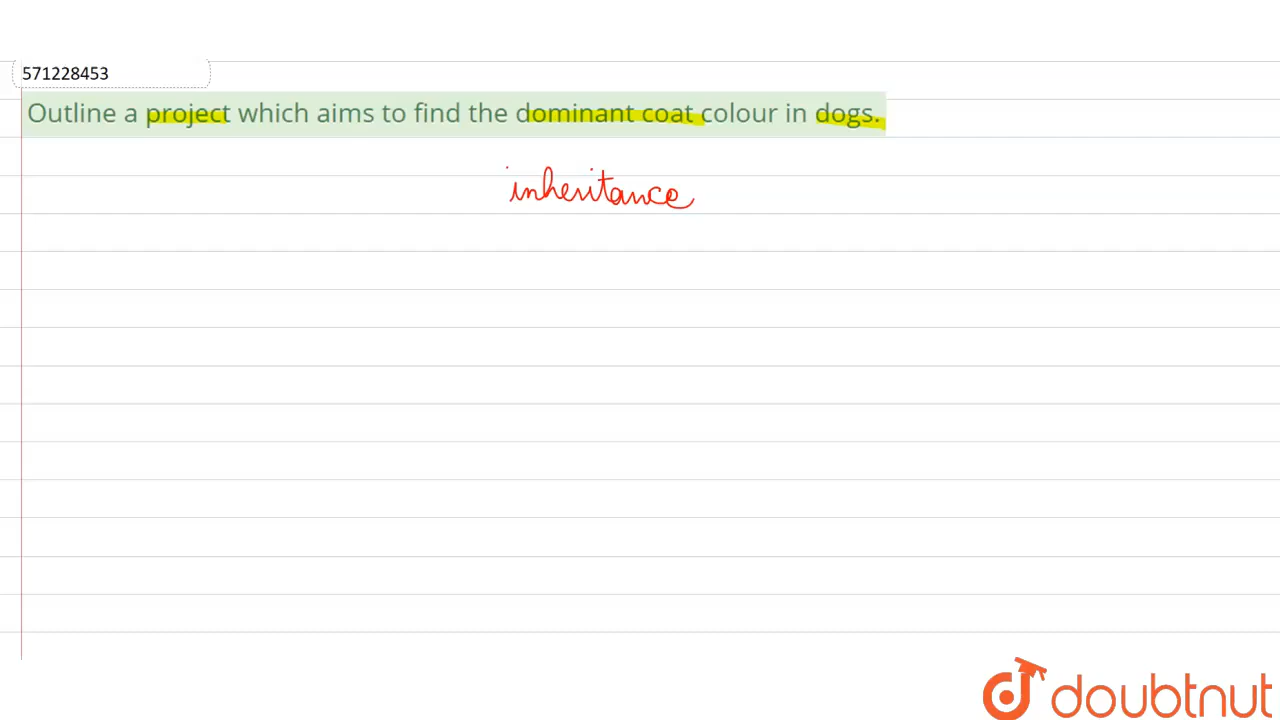 571228453
Outline a project which aims to find the dominant coat colour in dogs.
inheritance
doubtnut